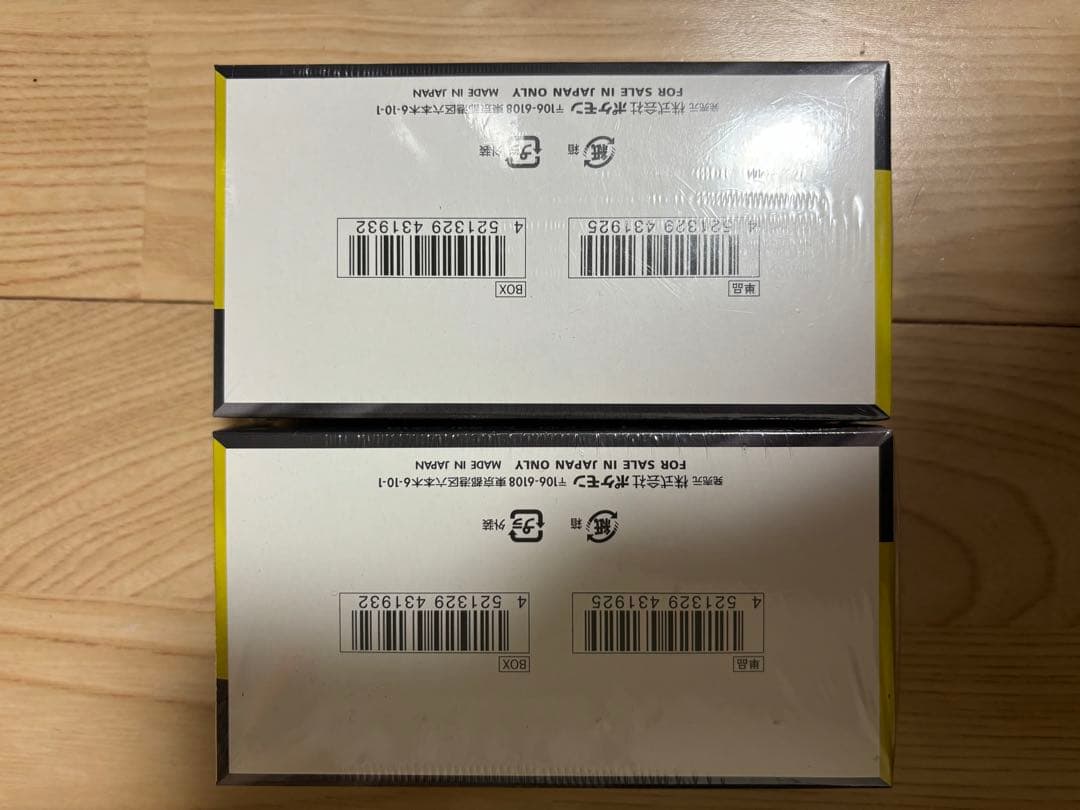 単品
BOX
4 521329 431925
4 521329 431932
紙
箱
プラ
外装
発売元 株式会社ポケモン 〒106-6108 東京都港区六本木6-10-1
FOR SALE IN JAPAN ONLY MADE IN JAPAN
単品
BOX
4 521329 431925
4 521329 431932
紙
箱
プラ
外装
発売元 株式会社ポケモン 〒106-6108 東京都港区六本木6-10-1
FOR SALE IN JAPAN ONLY MADE IN JAPAN